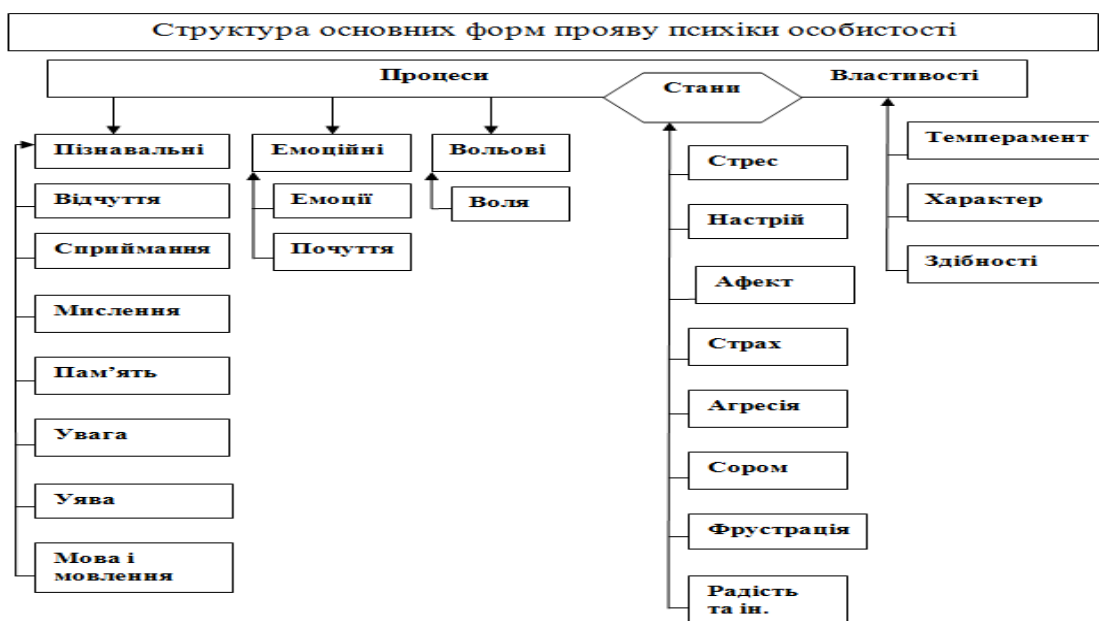 Структура основних форм прояву психіки особистості
Процеси
Стани
Властивості
Пізнавальні
Відчуття
Сприймання
Мислення
Пам’ять
Увага
Уява
Мова і
мовлення
Емоційні
Емоції
Почуття
Вольові
Воля
Стрес
Настрій
Афект
Страх
Агресія
Сором
Фрустрація
Радість
та ін.
Темперамент
Характер
Здібності